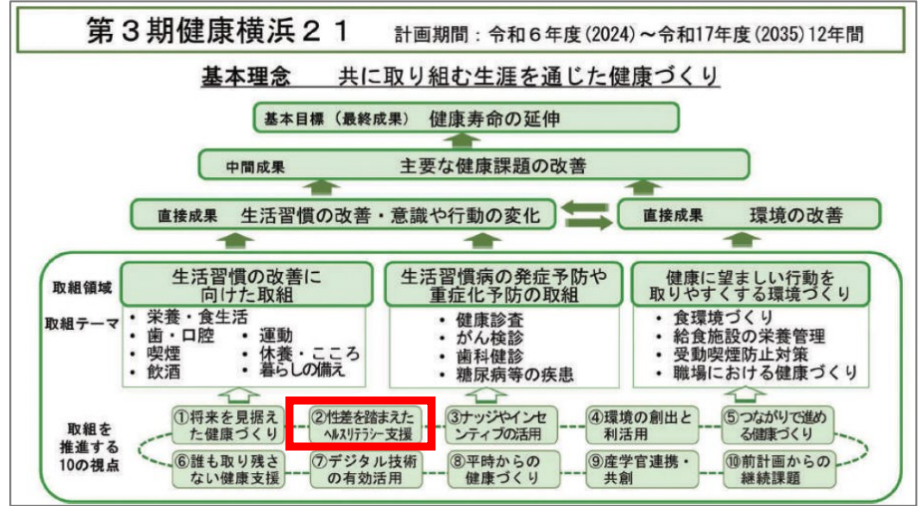 第３期健康横浜２１　計画期間：令和６年度(2024)～令和17年度(2035)12年間
基本理念　共に取り組む生涯を通じた健康づくり
基本目標（最終成果）　健康寿命の延伸
中間成果　主要な健康課題の改善
直接成果　生活習慣の改善・意識や行動の変化
直接成果　環境の改善
取組領域
生活習慣の改善に
向けた取組
生活習慣病の発症予防や
重症化予防の取組
健康に望ましい行動を
取りやすくする環境づくり
取組テーマ
・栄養・食生活
・歯・口腔　・運動
・喫煙　・休養・こころ
・飲酒　・暮らしの備え
・健康診査
・がん検診
・歯科健診
・糖尿病等の疾患
・食環境づくり
・給食施設の栄養管理
・受動喫煙防止対策
・職場における健康づくり
取組を
推進する
10の視点
①将来を見据え
た健康づくり
②性差を踏まえた
ﾍﾙｽﾘﾃﾗｼｰ支援
③ナッジやインセ
ンティブの活用
④環境の創出と
利活用
⑤つながりで進め
る健康づくり
⑥誰も取り残さ
ない健康支援
⑦デジタル技術
の有効活用
⑧平時からの
健康づくり
⑨産学官連携・
共創
⑩前計画からの
継続課題